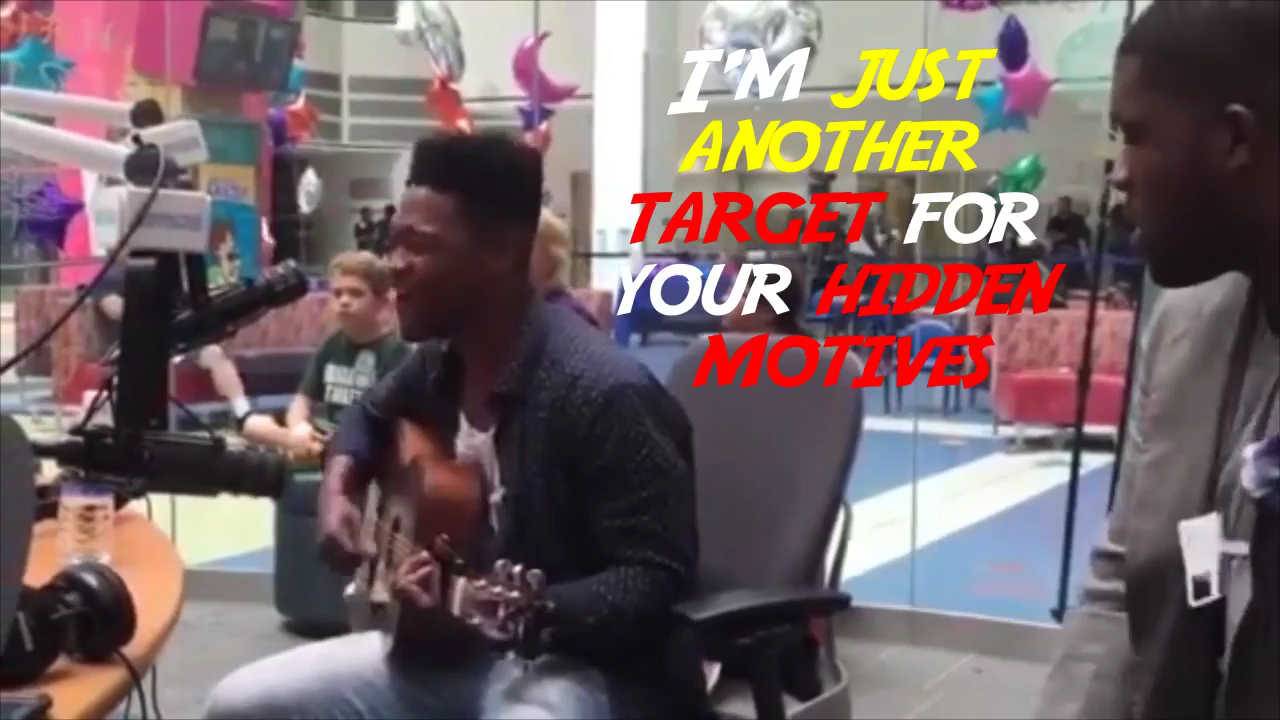 I'M JUST
ANOTHER
TARGET FOR
YOUR HIDDEN
MOTIVES